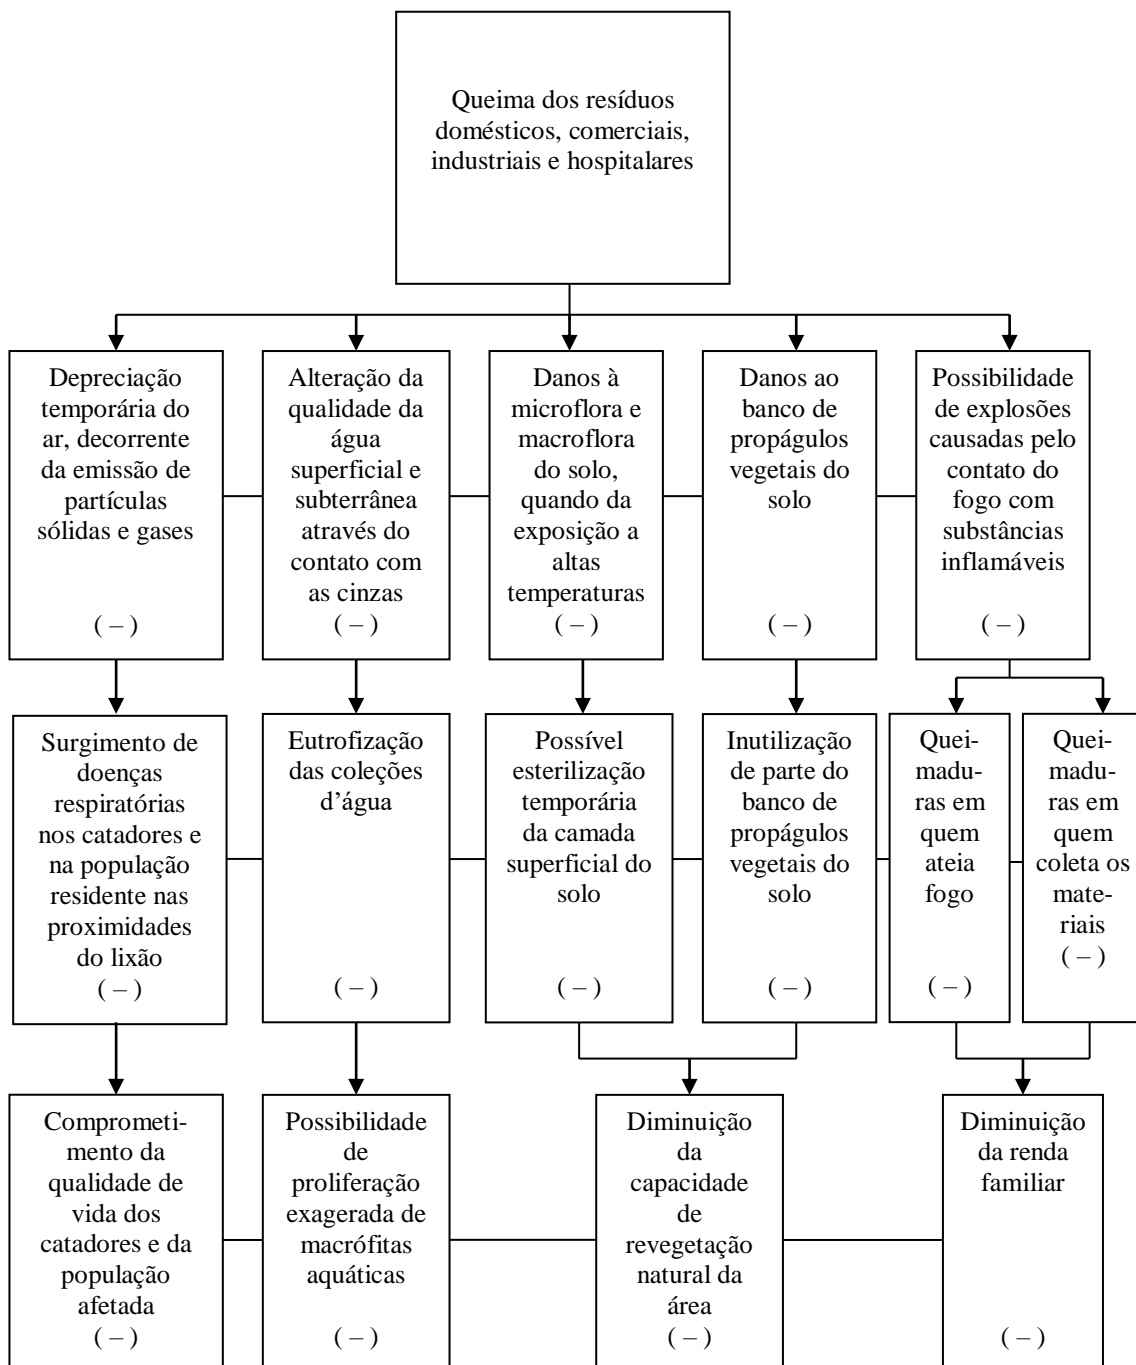 Queima dos resíduos
domésticos, comerciais,
industriais e hospitalares
Depreciação
temporária do
ar, decorrente
da emissão de
partículas
sólidas e gases
( – )
Alteração da
qualidade da
água
superficial e
subterrânea
através do
contato com
as cinzas
( – )
Danos à
microflora e
macroflora
do solo,
quando da
exposição a
altas
temperaturas
( – )
Danos ao
banco de
propágulos
vegetais do
solo
( – )
Possibilidade
de explosões
causadas pelo
contato do
fogo com
substâncias
inflamáveis
( – )
Surgimento de
doenças
respiratórias
nos catadores e
na população
residente nas
proximidades
do lixão
( – )
Eutrofização
das coleções
d’água
( – )
Possível
esterilização
temporária
da camada
superficial do
solo
( – )
Inutilização
de parte do
banco de
propágulos
vegetais do
solo
( – )
Quei-
madu-
ras em
quem
ateia
fogo
( – )
Quei-
madu-
ras em
quem
coleta os
mate-
riais
( – )
Comprometi-
mento da
qualidade de
vida dos
catadores e da
população
afetada
( – )
Possibilidade
de
proliferação
exagerada de
macrófitas
aquáticas
( – )
Diminuição
da
capacidade
de
revegetação
natural da
área
( – )
Diminuição
da renda
familiar
( – )